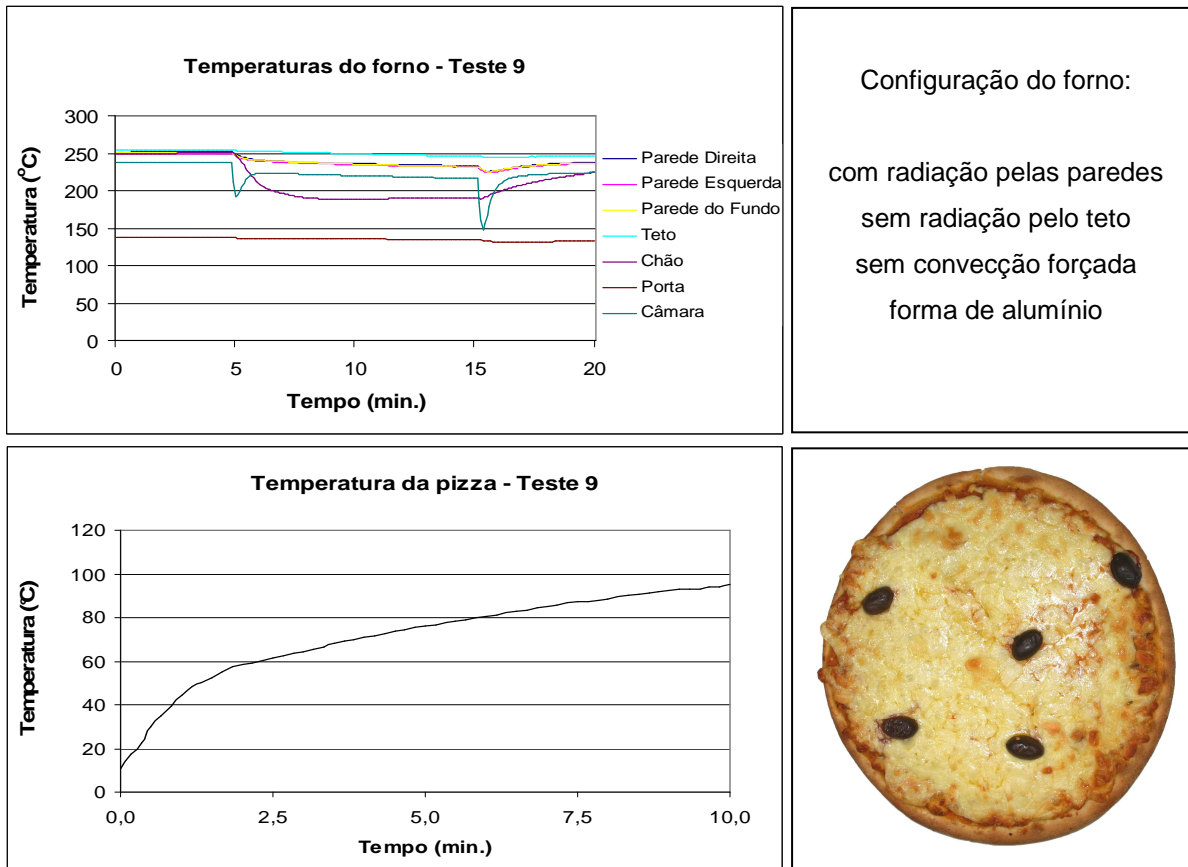 Temperaturas do forno - Teste 9
Temperatura (°C)
300
250
200
150
100
50
0
0 5 10 15 20
Tempo (min.)
Parede Direita
Parede Esquerda
Parede do Fundo
Teto
Chão
Porta
Câmara
Configuração do forno:
com radiação pelas paredes
sem radiação pelo teto
sem convecção forçada
forma de alumínio
Temperatura da pizza - Teste 9
Temperatura (°C)
120
100
80
60
40
20
0
0,0 2,5 5,0 7,5 10,0
Tempo (min.)